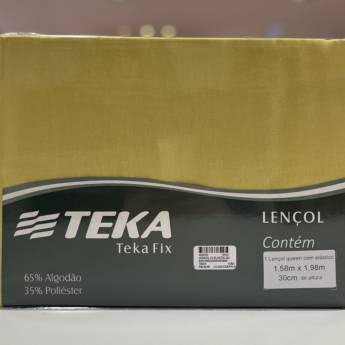 TEKA
Teka Fix
LENÇOL
Contém
1 Lençol queen com elástico
1,58m x 1,98m
30cm de altura
65% Algodão
35% Poliéster